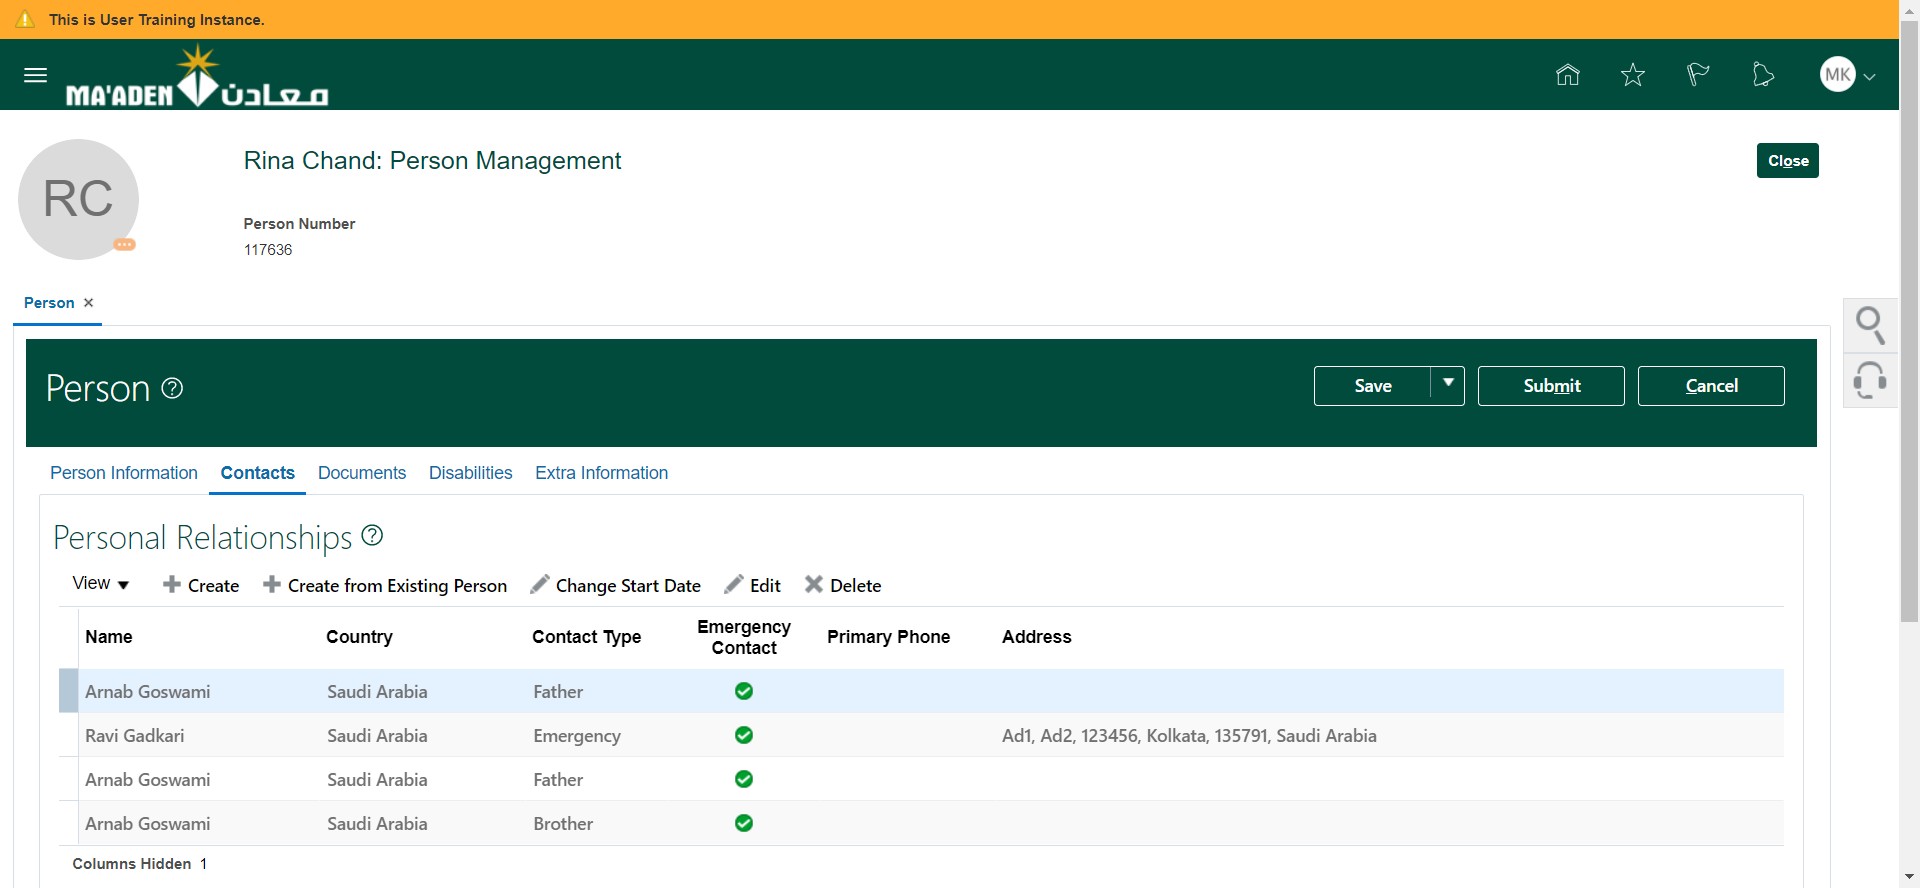 This is User Training Instance.
MA'ADEN معادن
MK
RC
Rina Chand: Person Management
Close
Person Number
117636
Person
Person
Save
Submit
Cancel
Person Information Contacts Documents Disabilities Extra Information
Personal Relationships
View Create Create from Existing Person Change Start Date Edit Delete
Name Country Contact Type Emergency Contact Primary Phone Address
Arnab Goswami Saudi Arabia Father
Ravi Gadkari Saudi Arabia Emergency Ad1, Ad2, 123456, Kolkata, 135791, Saudi Arabia
Arnab Goswami Saudi Arabia Father
Arnab Goswami Saudi Arabia Brother
Columns Hidden 1